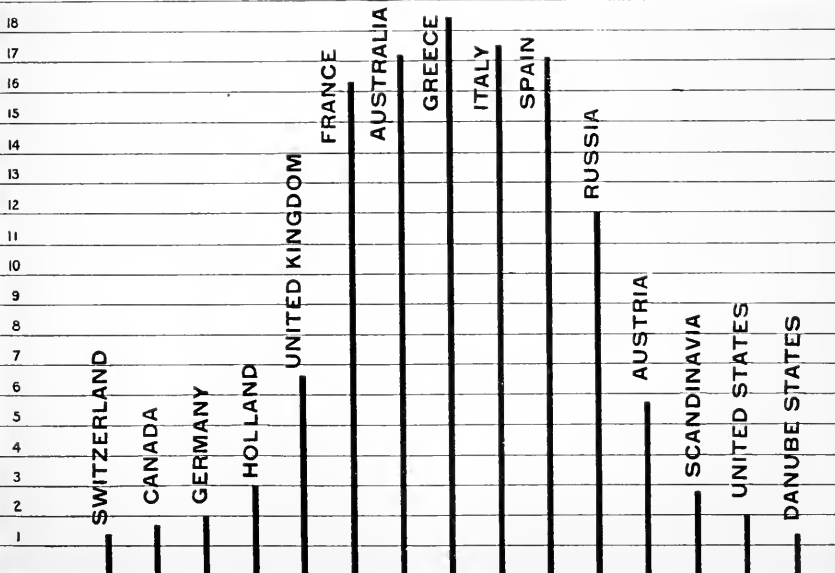 18
17
16
15
14
13
12
11
10
9
8
7
6
5
4
3
2
1
SWITZERLAND
CANADA
GERMANY
HOLLAND
UNITED KINGDOM
FRANCE
AUSTRALIA
GREECE
ITALY
SPAIN
RUSSIA
AUSTRIA
SCANDINAVIA
UNITED STATES
DANUBE STATES